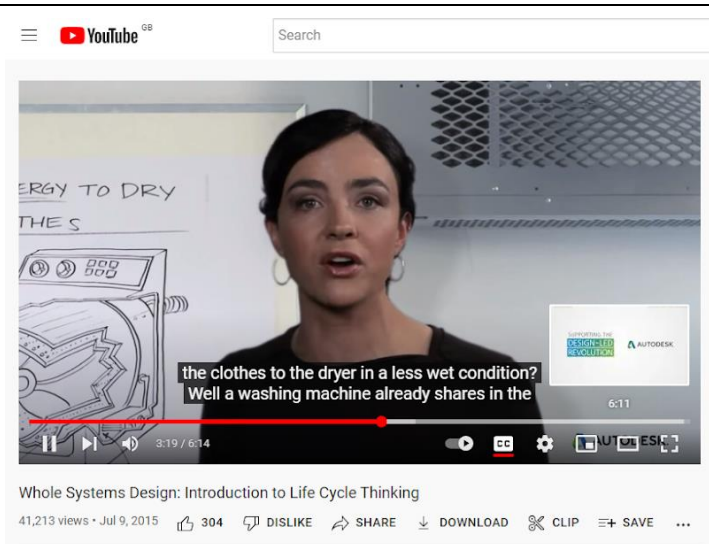 YouTube GB
Search
ERGY TO DRY
THES
SUPPORTING THE
DESIGN-LED
REVOLUTION
AUTODESK
the clothes to the dryer in a less wet condition?
Well a washing machine already shares in the
6:11
3:19 / 6:14
CC
AUTODESK
Whole Systems Design: Introduction to Life Cycle Thinking
41,213 views • Jul 9, 2015
304
DISLIKE
SHARE
DOWNLOAD
CLIP
SAVE
...